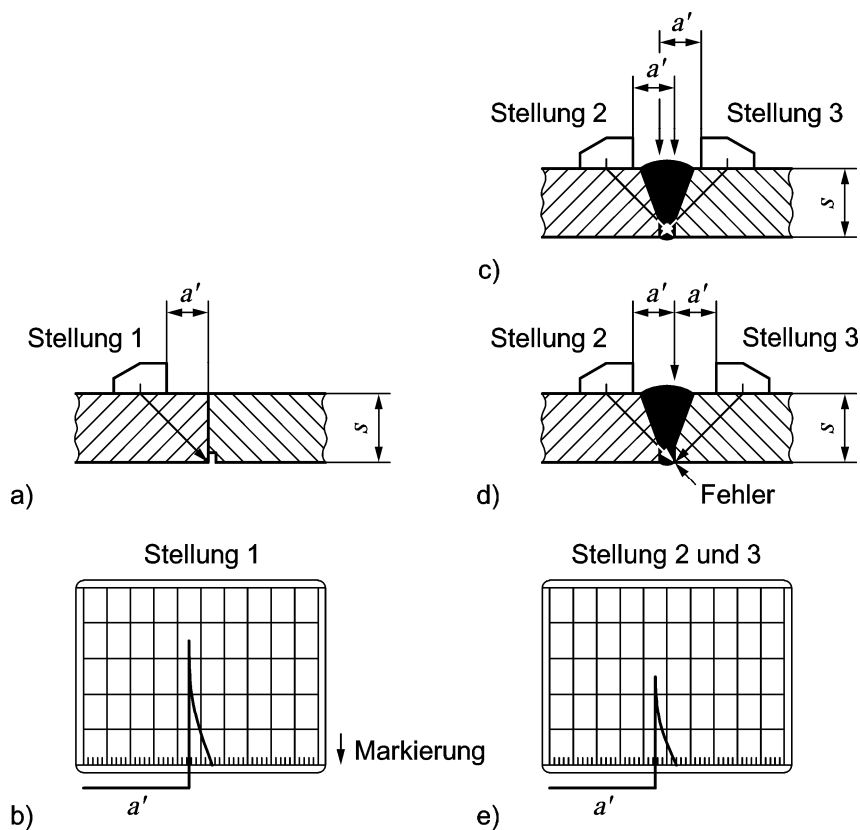 a'
a'
Stellung 2 Stellung 3
s
c)
a'
Stellung 1
s
a)
a' a'
Stellung 2 Stellung 3
s
Fehler
d)
Stellung 1
Markierung
a'
b)
Stellung 2 und 3
a'
e)